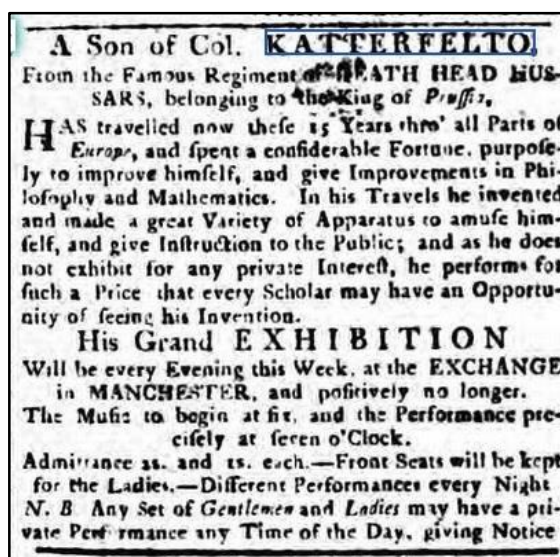 A Son of Col. KATTERFELTO
From the Famous Regiment of DEATH HEAD HUS-
SARS, belonging to the King of Pruſſia,
HAS travelled now theſe 15 Years thro' all Parts of
Europe, and ſpent a conſiderable Fortune, purpoſe-
ly to improve himſelf, and give Improvements in Phi-
loſophy and Mathematics. In his Travels he invented
and made a great Variety of Apparatus to amuſe him-
ſelf, and give Inſtruction to the Public; and as he does
not exhibit for any private Intereſt, he performs for
ſuch a Price that every Scholar may have an Opportu-
nity of ſeeing his Invention.
His Grand EXHIBITION
Will be every Evening this Week, at the EXCHANGE
in MANCHESTER, and poſitively no longer.
The Muſic to begin at ſix, and the Performance pre-
ciſely at ſeven o'Clock.
Admittance 2s. and 1s. each.—Front Seats will be kept
for the Ladies.—Different Performances every Night
N. B. Any Set of Gentlemen and Ladies may have a pri-
vate Performance any Time of the Day, giving Notice